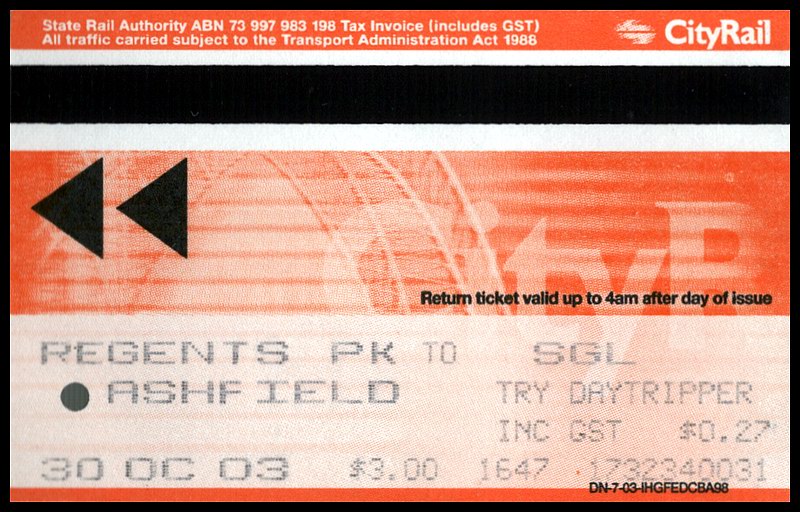 State Rail Authority ABN 73 997 983 198 Tax Invoice (includes GST)
All traffic carried subject to the Transport Administration Act 1988
CityRail
CityR
Return ticket valid up to 4am after day of issue
REGENTS PK TO SGL
ASHFIELD TRY DAYTRIPPER
INC GST $0.27
30 OC 03 $3.00 1647 1732340031
DN-7-03-IHGFEDCBA98